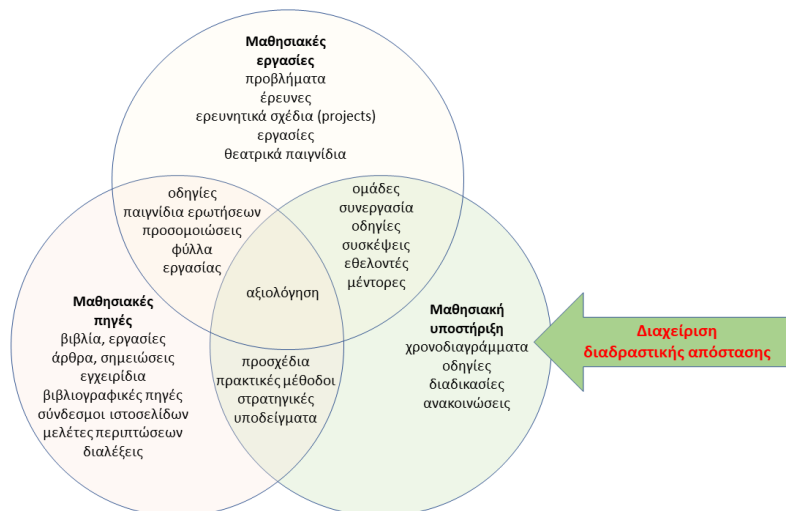 Μαθησιακές
εργασίες
προβλήματα
έρευνες
ερευνητικά σχέδια (projects)
εργασίες
θεατρικά παιγνίδια
οδηγίες
παιγνίδια ερωτήσεων
προσομοιώσεις
φύλλα
εργασίας
ομάδες
συνεργασία
οδηγίες
συσκέψεις
εθελοντές
μέντορες
αξιολόγηση
Μαθησιακές
πηγές
βιβλία, εργασίες
άρθρα, σημειώσεις
εγχειρίδια
βιβλιογραφικές πηγές
σύνδεσμοι ιστοσελίδων
μελέτες περιπτώσεων
διαλέξεις
προσχέδια
πρακτικές μέθοδοι
στρατηγικές
υποδείγματα
Μαθησιακή
υποστήριξη
χρονοδιαγράμματα
οδηγίες
διαδικασίες
ανακοινώσεις
Διαχείριση
διαδραστικής απόστασης